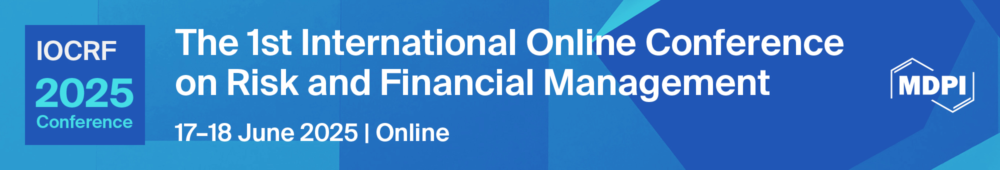 IOCRF
2025
Conference
The 1st International Online Conference
on Risk and Financial Management
17–18 June 2025 | Online
MDPI